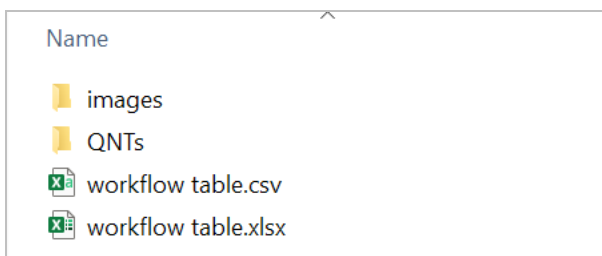 Name
images
QNTs
workflow table.csv
workflow table.xlsx